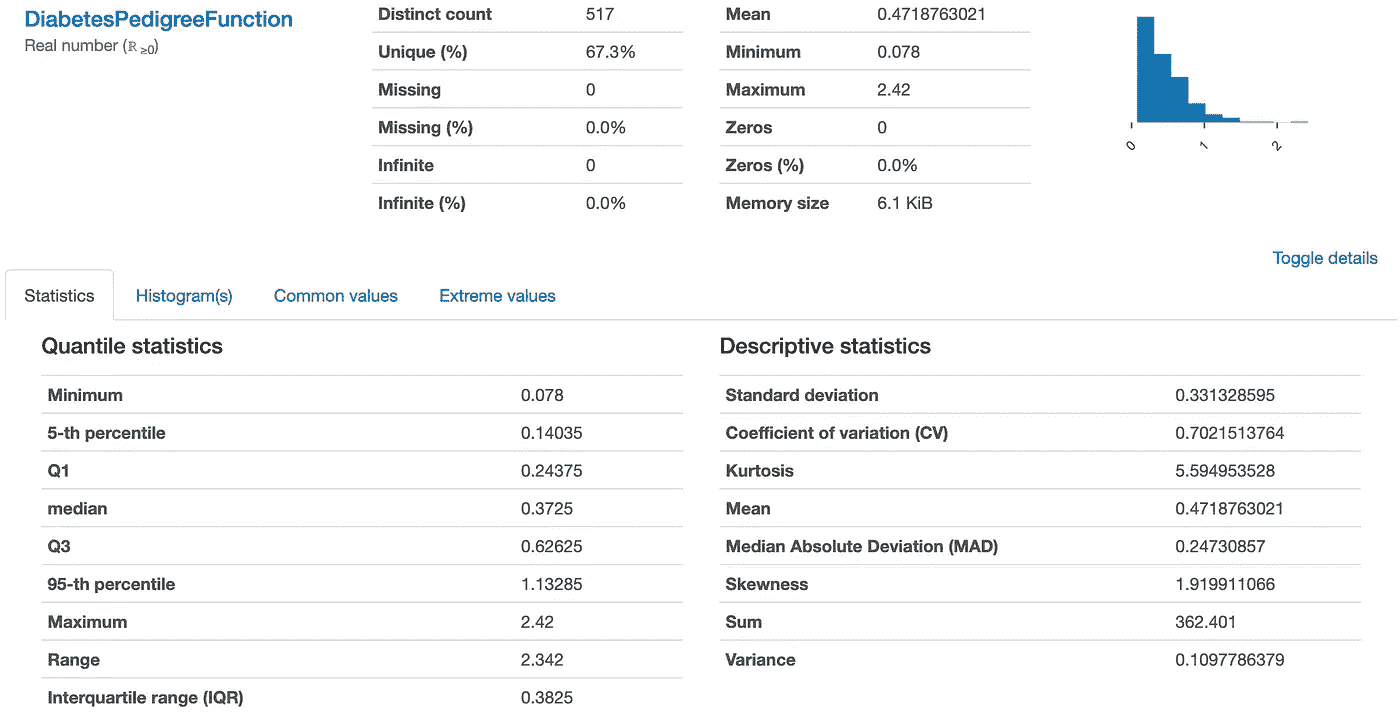 DiabetesPedigreeFunction
Real number (ℝ ≥0)
Distinct count 517
Unique (%) 67.3%
Missing 0
Missing (%) 0.0%
Infinite 0
Infinite (%) 0.0%
Mean 0.4718763021
Minimum 0.078
Maximum 2.42
Zeros 0
Zeros (%) 0.0%
Memory size 6.1 KiB
0 1 2
Toggle details
Statistics Histogram(s) Common values Extreme values
Quantile statistics
Minimum 0.078
5-th percentile 0.14035
Q1 0.24375
median 0.3725
Q3 0.62625
95-th percentile 1.13285
Maximum 2.42
Range 2.342
Interquartile range (IQR) 0.3825
Descriptive statistics
Standard deviation 0.331328595
Coefficient of variation (CV) 0.7021513764
Kurtosis 5.594953528
Mean 0.4718763021
Median Absolute Deviation (MAD) 0.24730857
Skewness 1.919911066
Sum 362.401
Variance 0.1097786379